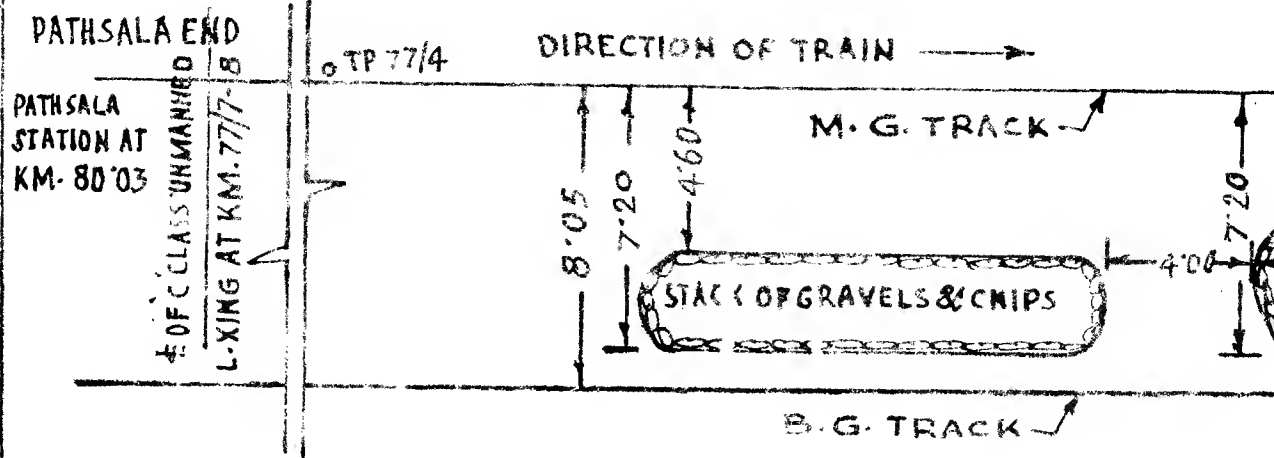 PATHSALA END
TP 77/4
DIRECTION OF TRAIN
PATHSALA
STATION AT
KM. 80·03
OF 'C' CLASS UNMANNED
L-XING AT KM. 77/7-8
M. G. TRACK
8·05
7·20
4·60
7·20
4·00
STACK OF GRAVELS & CHIPS
B. G. TRACK